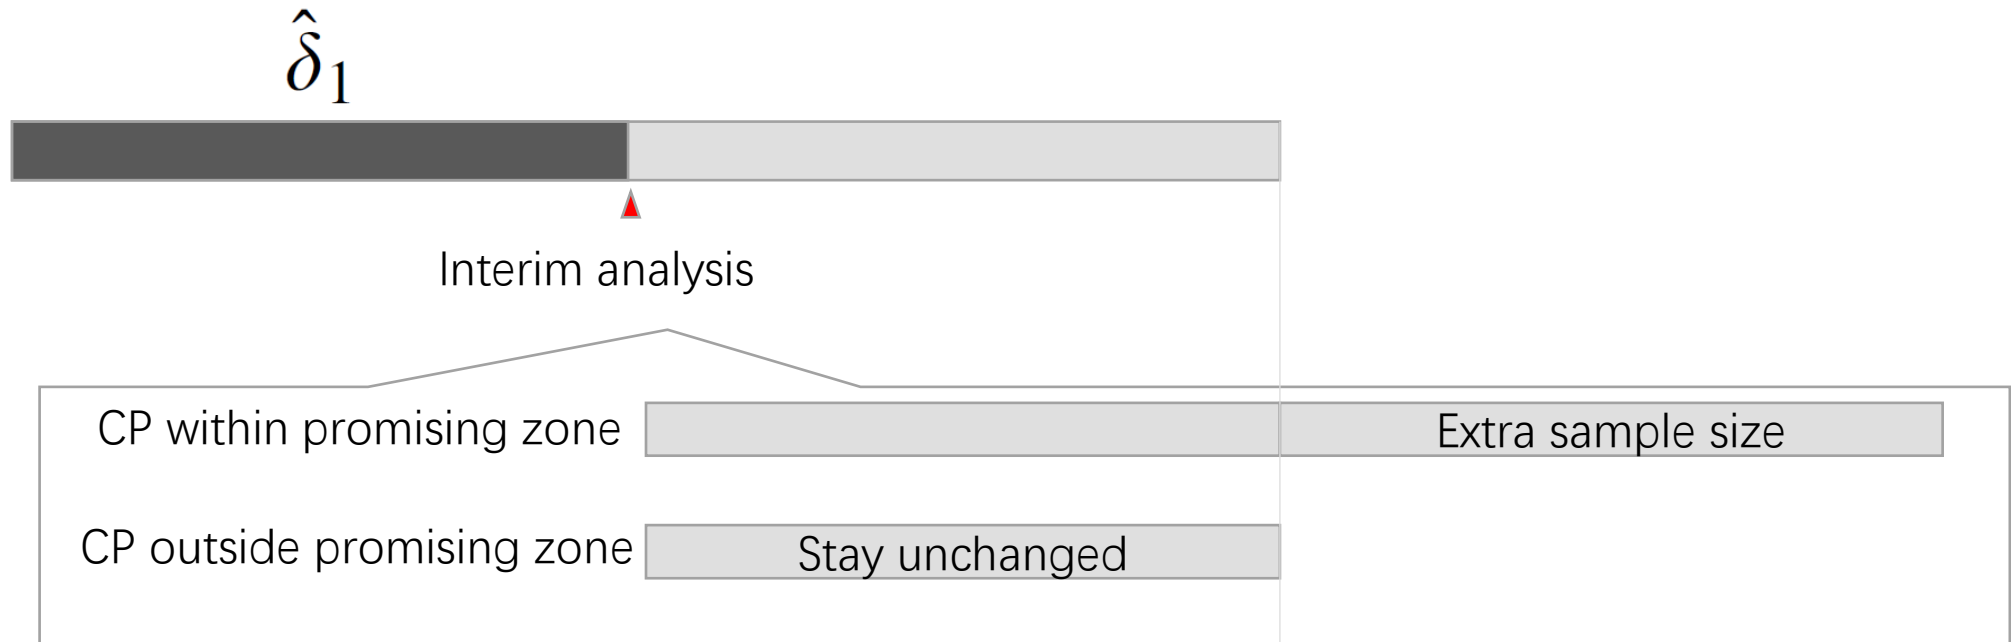 δ̂₁
Interim analysis
CP within promising zone
Extra sample size
CP outside promising zone
Stay unchanged